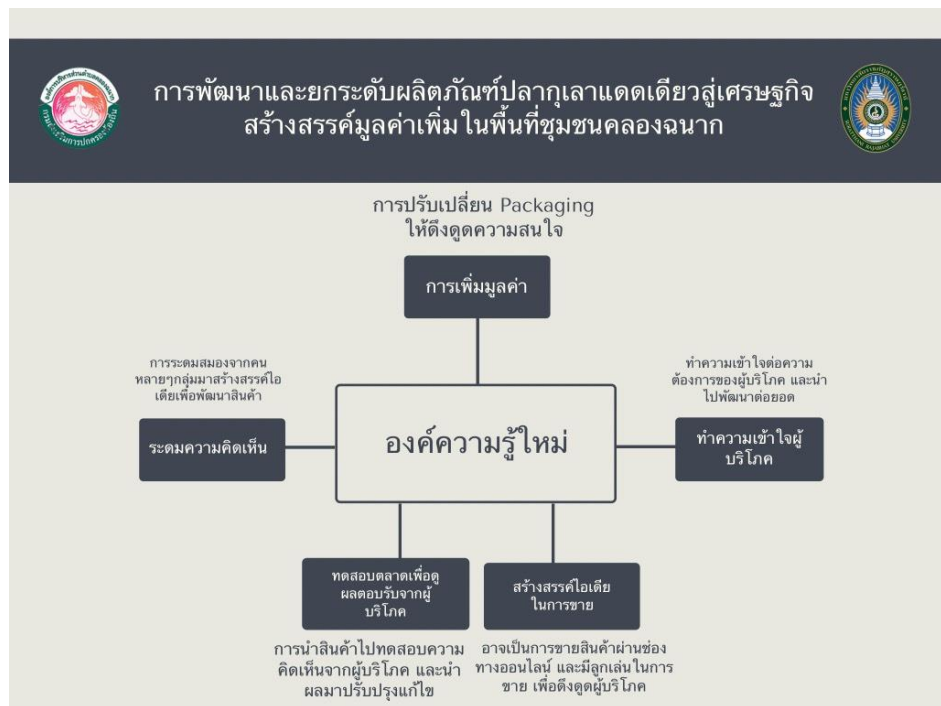 การพัฒนาและยกระดับผลิตภัณฑ์ปลากุเลาแดดเดียวสู่เศรษฐกิจ
สร้างสรรค์มูลค่าเพิ่มในพื้นที่ชุมชนคลองฉนาก
การปรับเปลี่ยน Packaging
ให้ดึงดูดความสนใจ
การเพิ่มมูลค่า
การระดมสมองจากคน
หลายๆกลุ่มมาสร้างสรรค์ไอ
เดียเพื่อพัฒนาสินค้า
ระดมความคิดเห็น
องค์ความรู้ใหม่
ทำความเข้าใจต่อความ
ต้องการของผู้บริโภค และนำ
ไปพัฒนาต่อยอด
ทำความเข้าใจผู้
บริโภค
ทดสอบตลาดเพื่อดู
ผลตอบรับจากผู้
บริโภค
การนำสินค้าไปทดสอบความ
คิดเห็นจากผู้บริโภค และนำ
ผลมาปรับปรุงแก้ไข
สร้างสรรค์ไอเดีย
ในการขาย
อาจเป็นการขายสินค้าผ่านช่อง
ทางออนไลน์ และมีลูกเล่นในการ
ขาย เพื่อดึงดูดผู้บริโภค